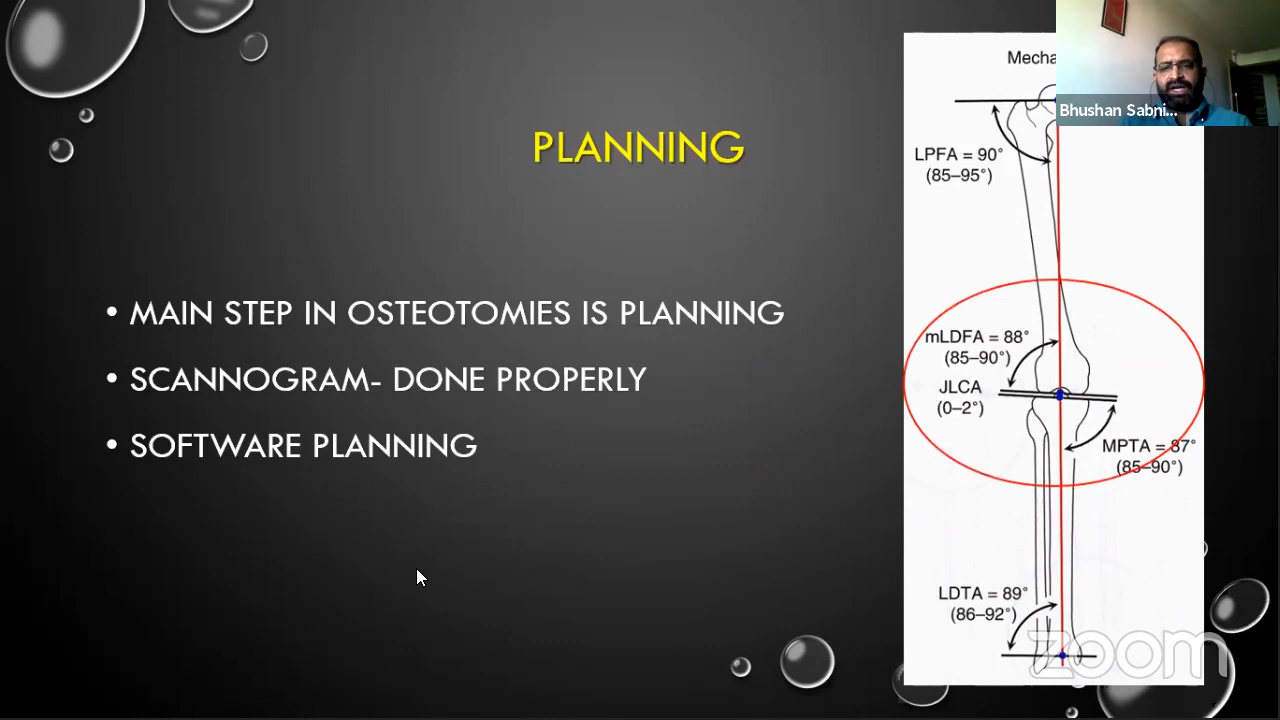 PLANNING
• MAIN STEP IN OSTEOTOMIES IS PLANNING
• SCANNOGRAM- DONE PROPERLY
• SOFTWARE PLANNING
Mecha
LPFA = 90°
(85–95°)
mLDFA = 88°
(85–90°)
JLCA
(0–2°)
MPTA = 87°
(85–90°)
LDTA = 89°
(86–92°)
Bhushan Sabni...
zoom